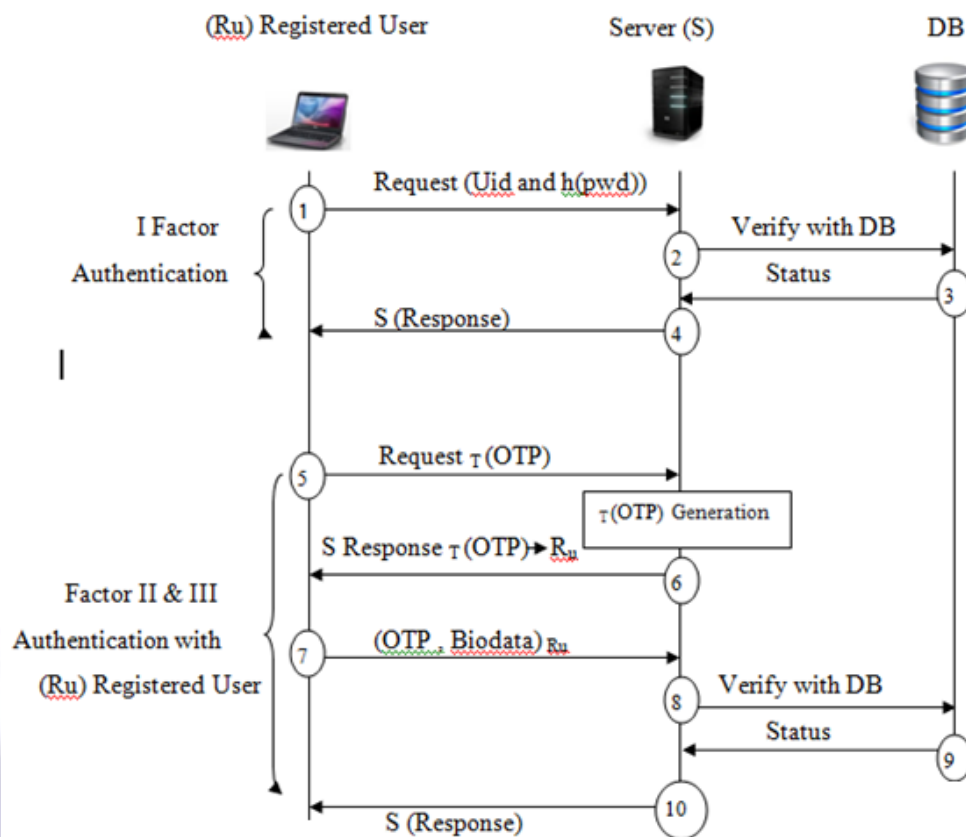 (Ru) Registered User
Server (S)
DB
Request (Uid and h(pwd))
1
I Factor
Authentication
Verify with DB
2
Status
3
S (Response)
4
Request T (OTP)
5
T(OTP) Generation
S Response T (OTP)→ Ru
6
Factor II & III
Authentication with
(Ru) Registered User
(OTP , Biodata) Ru
7
Verify with DB
8
Status
9
10
S (Response)